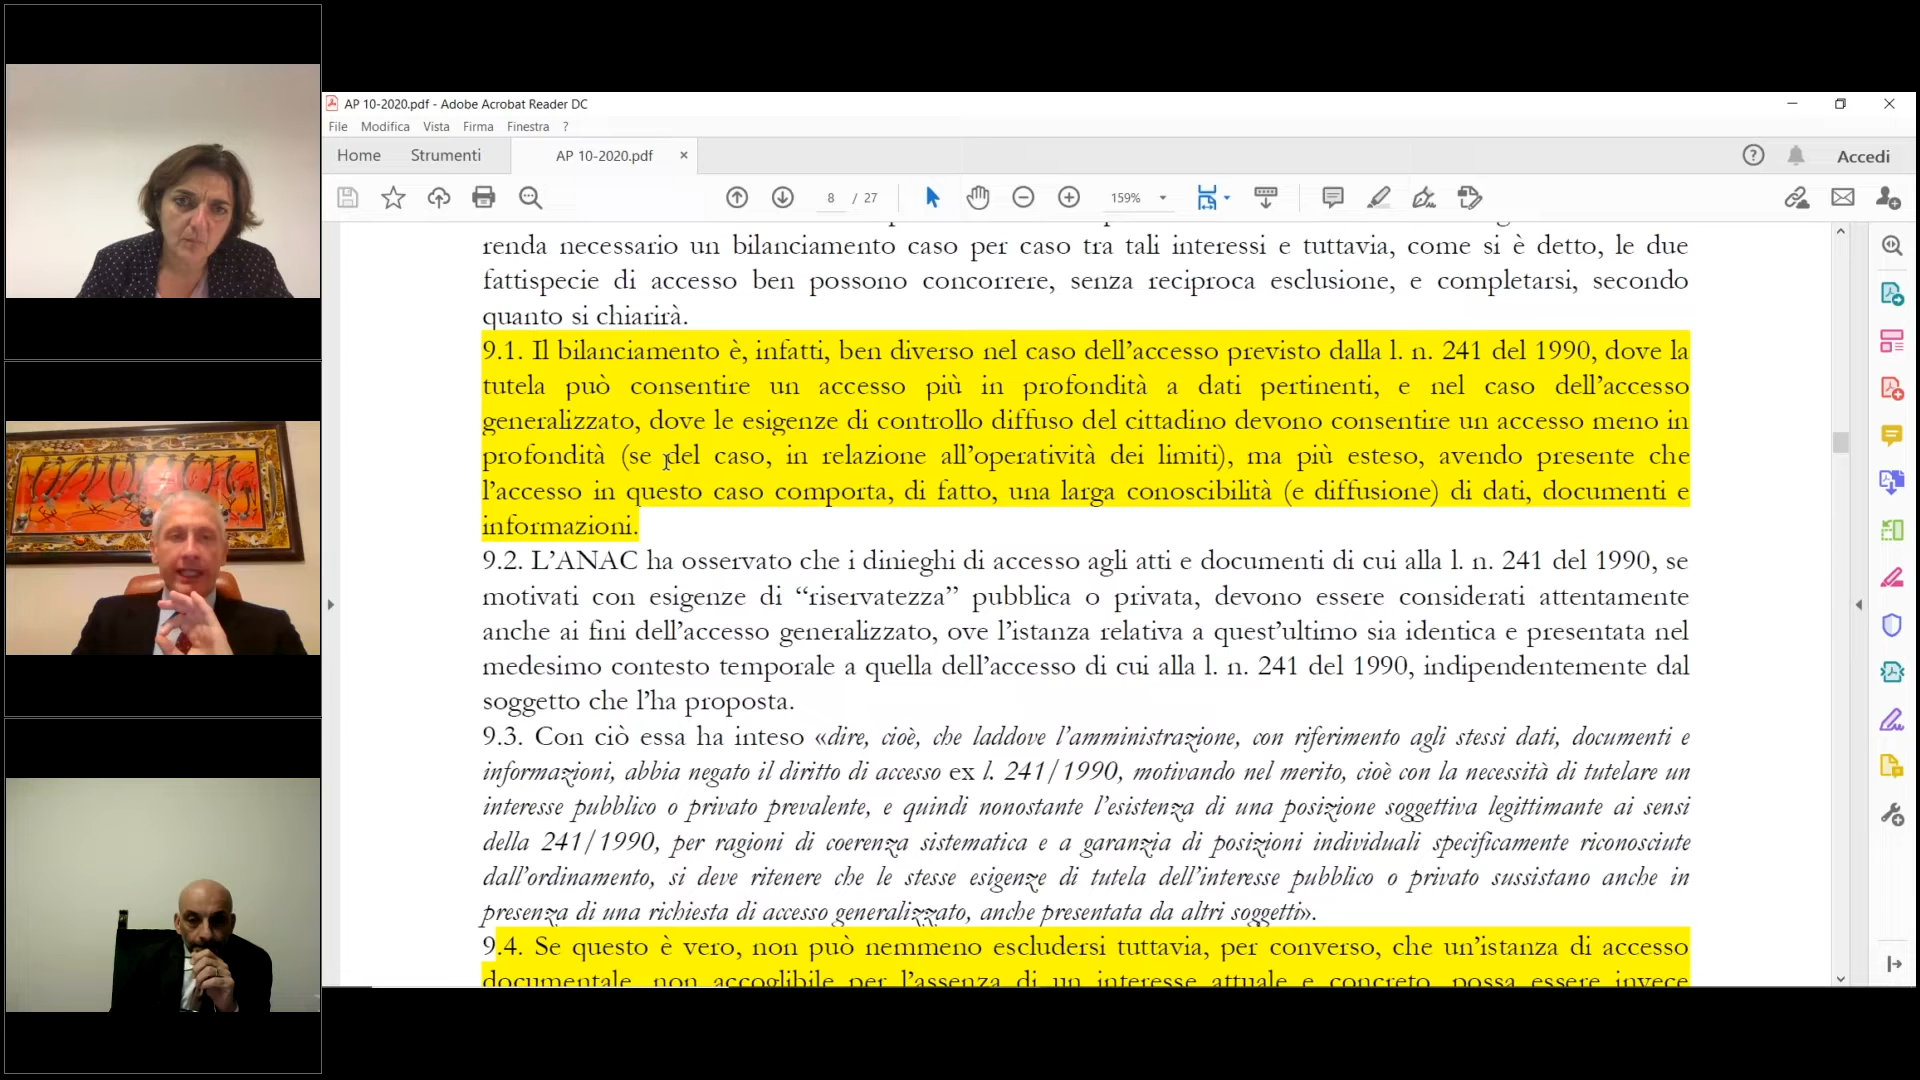 AP 10-2020.pdf - Adobe Acrobat Reader DC
File Modifica Vista Firma Finestra ?
Home Strumenti AP 10-2020.pdf × Accedi
8 / 27 159%
renda necessario un bilanciamento caso per caso tra tali interessi e tuttavia, come si è detto, le due
fattispecie di accesso ben possono concorrere, senza reciproca esclusione, e completarsi, secondo
quanto si chiarirà.
9.1. Il bilanciamento è, infatti, ben diverso nel caso dell’accesso previsto dalla l. n. 241 del 1990, dove la
tutela può consentire un accesso più in profondità a dati pertinenti, e nel caso dell’accesso
generalizzato, dove le esigenze di controllo diffuso del cittadino devono consentire un accesso meno in
profondità (se del caso, in relazione all’operatività dei limiti), ma più esteso, avendo presente che
l’accesso in questo caso comporta, di fatto, una larga conoscibilità (e diffusione) di dati, documenti e
informazioni.
9.2. L’ANAC ha osservato che i dinieghi di accesso agli atti e documenti di cui alla l. n. 241 del 1990, se
motivati con esigenze di “riservatezza” pubblica o privata, devono essere considerati attentamente
anche ai fini dell’accesso generalizzato, ove l’istanza relativa a quest’ultimo sia identica e presentata nel
medesimo contesto temporale a quella dell’accesso di cui alla l. n. 241 del 1990, indipendentemente dal
soggetto che l’ha proposta.
9.3. Con ciò essa ha inteso «dire, cioè, che laddove l’amministrazione, con riferimento agli stessi dati, documenti e
informazioni, abbia negato il diritto di accesso ex l. 241/1990, motivando nel merito, cioè con la necessità di tutelare un
interesse pubblico o privato prevalente, e quindi nonostante l’esistenza di una posizione soggettiva legittimante ai sensi
della 241/1990, per ragioni di coerenza sistematica e a garanzia di posizioni individuali specificamente riconosciute
dall’ordinamento, si deve ritenere che le stesse esigenze di tutela dell’interesse pubblico o privato sussistano anche in
presenza di una richiesta di accesso generalizzato, anche presentata da altri soggetti».
9.4. Se questo è vero, non può nemmeno escludersi tuttavia, per converso, che un’istanza di accesso
documentale, non accoglibile per l’assenza di un interesse attuale e concreto, possa essere invece